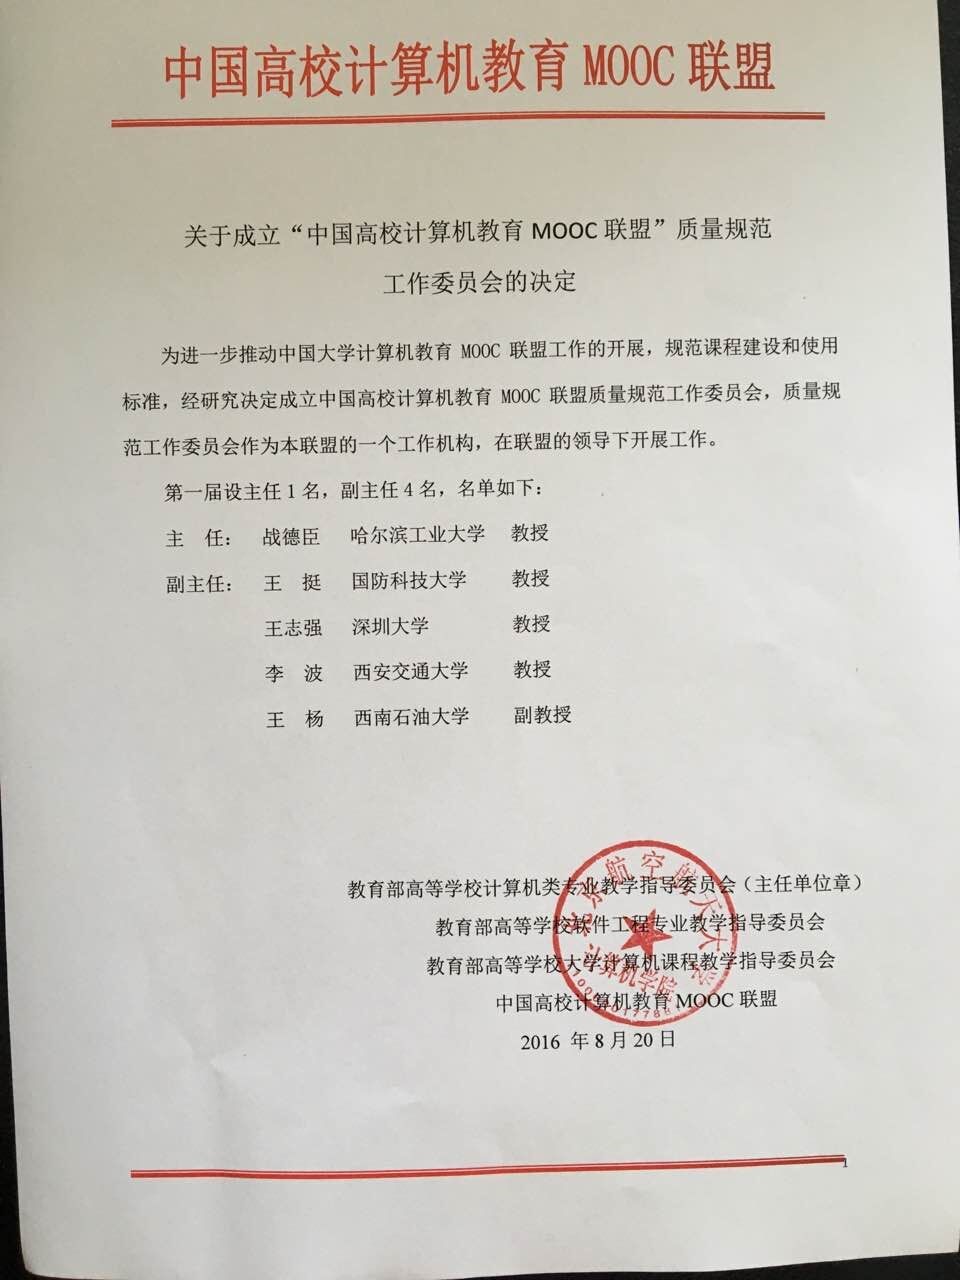 中国高校计算机教育 MOOC 联盟
关于成立“中国高校计算机教育 MOOC 联盟”质量规范
工作委员会的决定
为进一步推动中国大学计算机教育 MOOC 联盟工作的开展，规范课程建设和使用
标准，经研究决定成立中国高校计算机教育 MOOC 联盟质量规范工作委员会，质量规
范工作委员会作为本联盟的一个工作机构，在联盟的领导下开展工作。
第一届设主任 1 名，副主任 4 名，名单如下：
主 任： 战德臣 哈尔滨工业大学 教授
副主任： 王 挺 国防科技大学 教授
王志强 深圳大学 教授
李 波 西安交通大学 教授
王 杨 西南石油大学 副教授
教育部高等学校计算机类专业教学指导委员会（主任单位章）
教育部高等学校软件工程专业教学指导委员会
教育部高等学校大学计算机课程教学指导委员会
中国高校计算机教育 MOOC 联盟
2016 年 8 月 20 日
北京航空航天大学
计算机学院
1